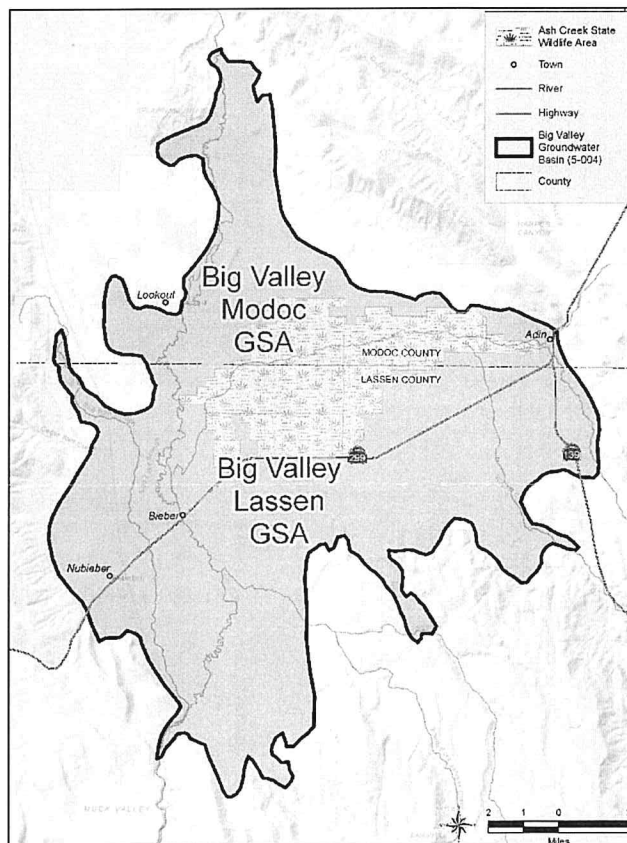 Ash Creek State
Wildlife Area
Town
River
Highway
Big Valley
Groundwater
Basin (5-004)
County
Lookout
Big Valley
Modoc
GSA
Adin
MODOC COUNTY
LASSEN COUNTY
299
139
Big Valley
Lassen
GSA
Bieber
Nubieber
2 1 0
Miles